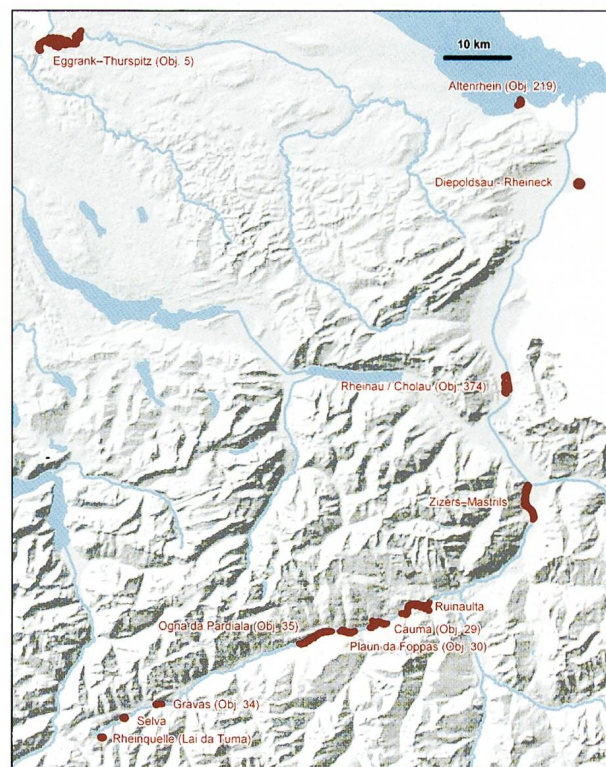 10 km
Eggrank–Thurspitz (Obj. 5)
Altenrhein (Obj. 219)
Diepoldsau - Rheineck
Rheinau / Cholau (Obj. 374)
Zizers–Mastrils
Ruinaulta
Ogna da Pardiala (Obj. 35)
Cauma (Obj. 29)
Plaun da Foppas (Obj. 30)
Gravas (Obj. 34)
Selva
Rheinquelle (Lai da Tuma)